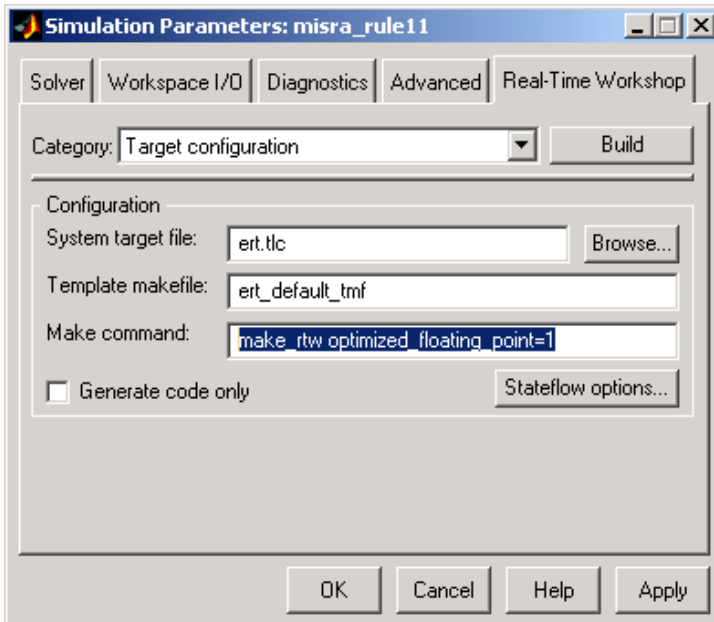 Simulation Parameters: misra_rule11
Solver Workspace I/O Diagnostics Advanced Real-Time Workshop
Category: Target configuration Build
Configuration
System target file: ert.tlc Browse...
Template makefile: ert_default_tmf
Make command: make_rtw optimized_floating_point=1
Generate code only Stateflow options...
OK Cancel Help Apply